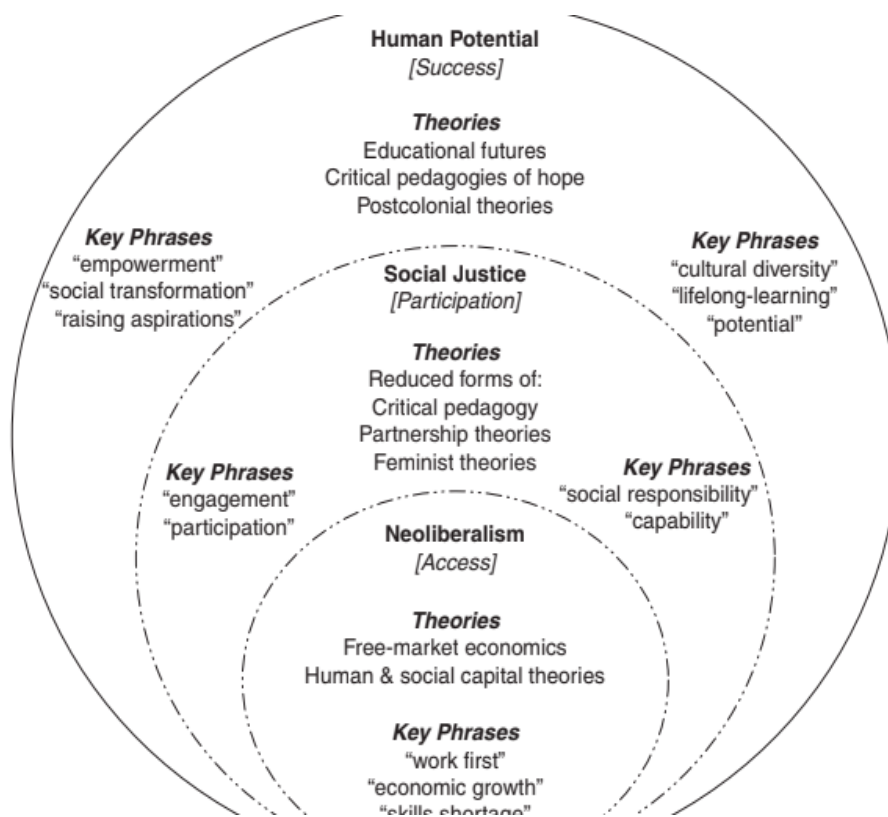 Human Potential
[Success]
Theories
Educational futures
Critical pedagogies of hope
Postcolonial theories
Key Phrases
“empowerment”
“social transformation”
“raising aspirations”
Key Phrases
“cultural diversity”
“lifelong-learning”
“potential”
Social Justice
[Participation]
Theories
Reduced forms of:
Critical pedagogy
Partnership theories
Feminist theories
Key Phrases
“engagement”
“participation”
Key Phrases
“social responsibility”
“capability”
Neoliberalism
[Access]
Theories
Free-market economics
Human & social capital theories
Key Phrases
“work first”
“economic growth”
“skills shortage”